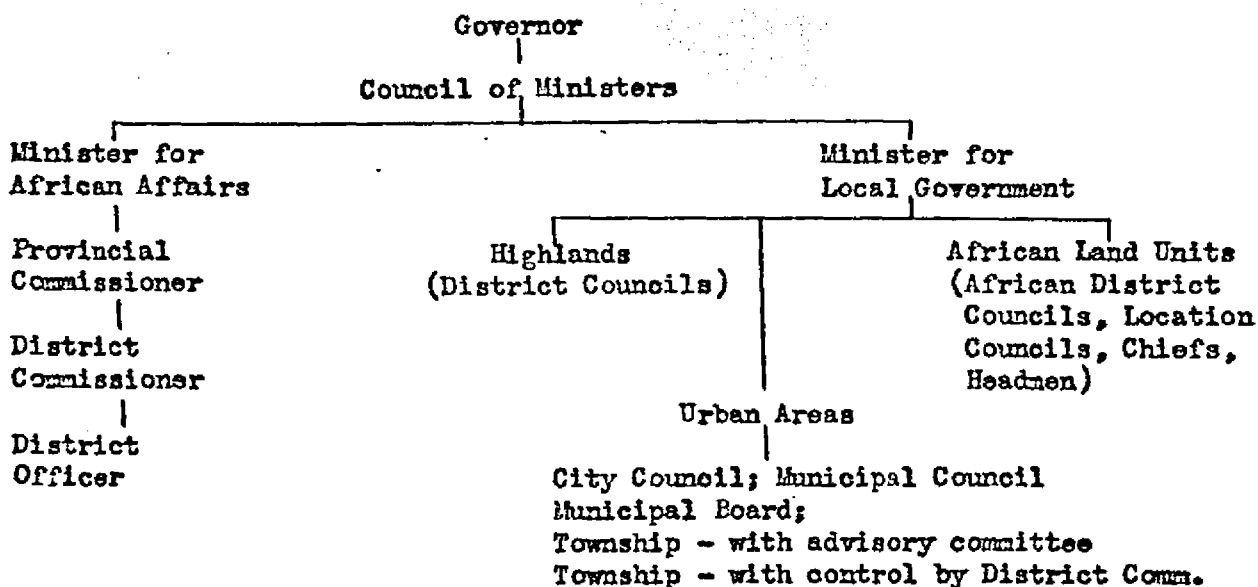 Governor
Council of Ministers
Minister for
African Affairs
Provincial
Commissioner
District
Commissioner
District
Officer
Minister for
Local Government
Highlands
(District Councils)
African Land Units
(African District
Councils, Location
Councils, Chiefs,
Headmen)
Urban Areas
City Council; Municipal Council
Municipal Board;
Township - with advisory committee
Township - with control by District Comm.